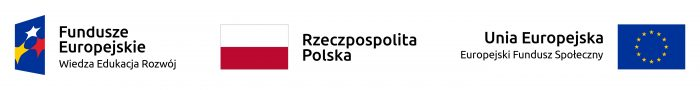 Fundusze
Europejskie
Wiedza Edukacja Rozwój
Rzeczpospolita
Polska
Unia Europejska
Europejski Fundusz Społeczny